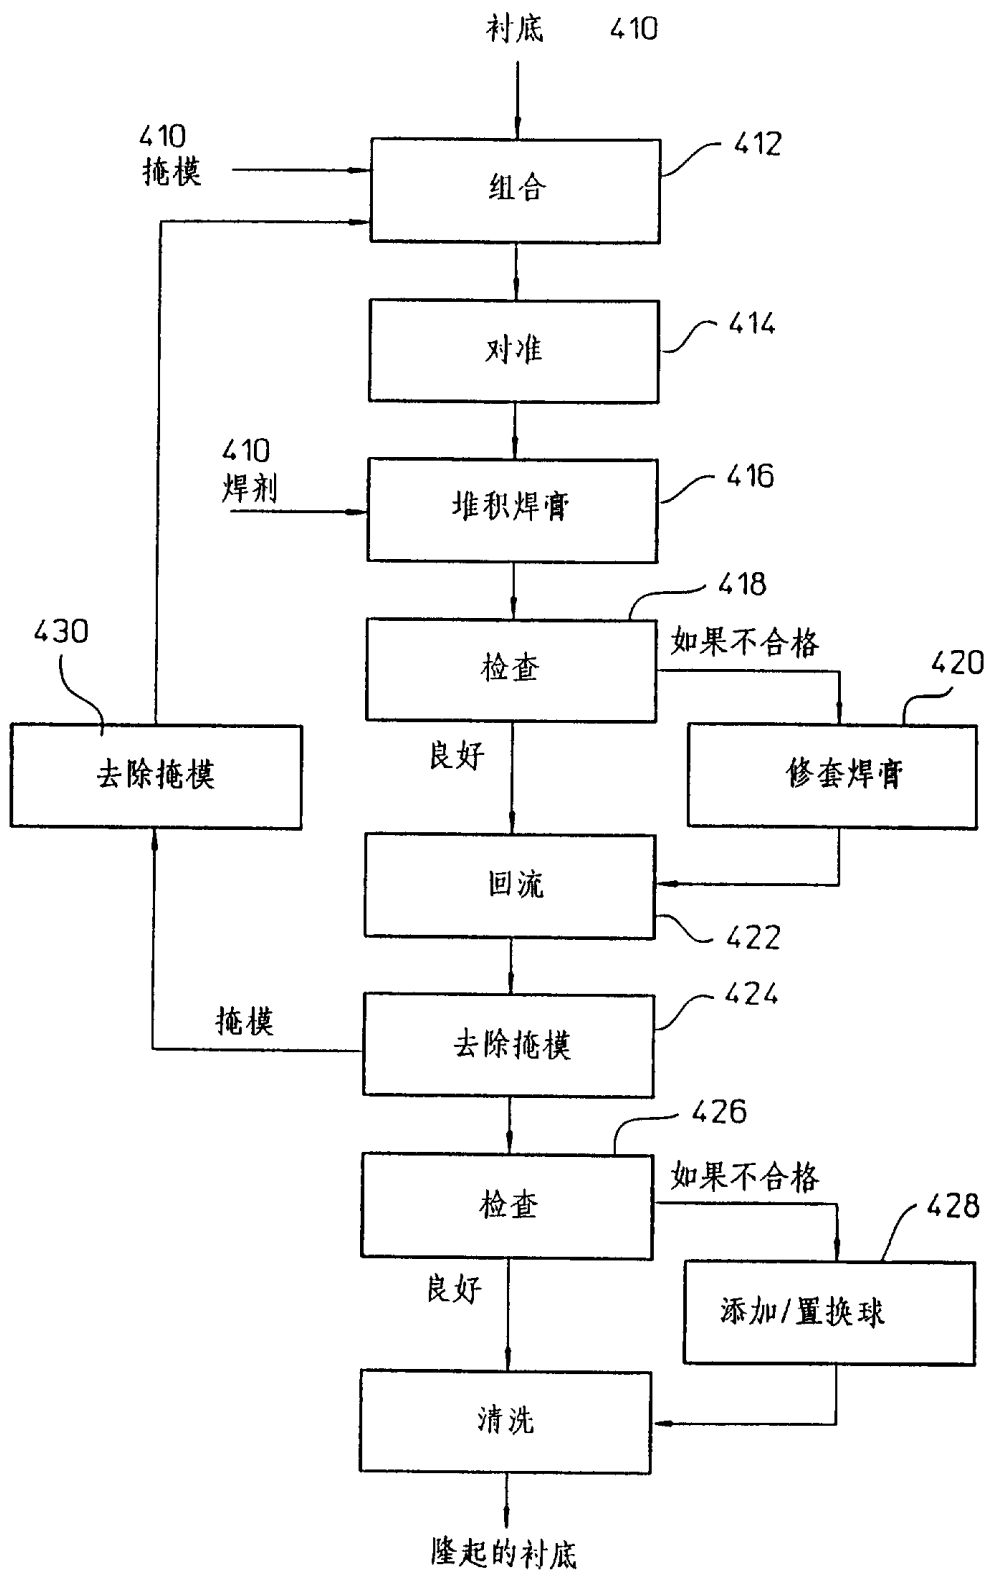 衬底 410
410
掩模
组合
412
对准
414
410
焊剂
堆积焊膏
416
418
检查
如果不合格
430
420
去除掩模
良好
修套焊膏
回流
422
424
掩模
去除掩模
426
检查
如果不合格
428
良好
添加/置换球
清洗
隆起的衬底